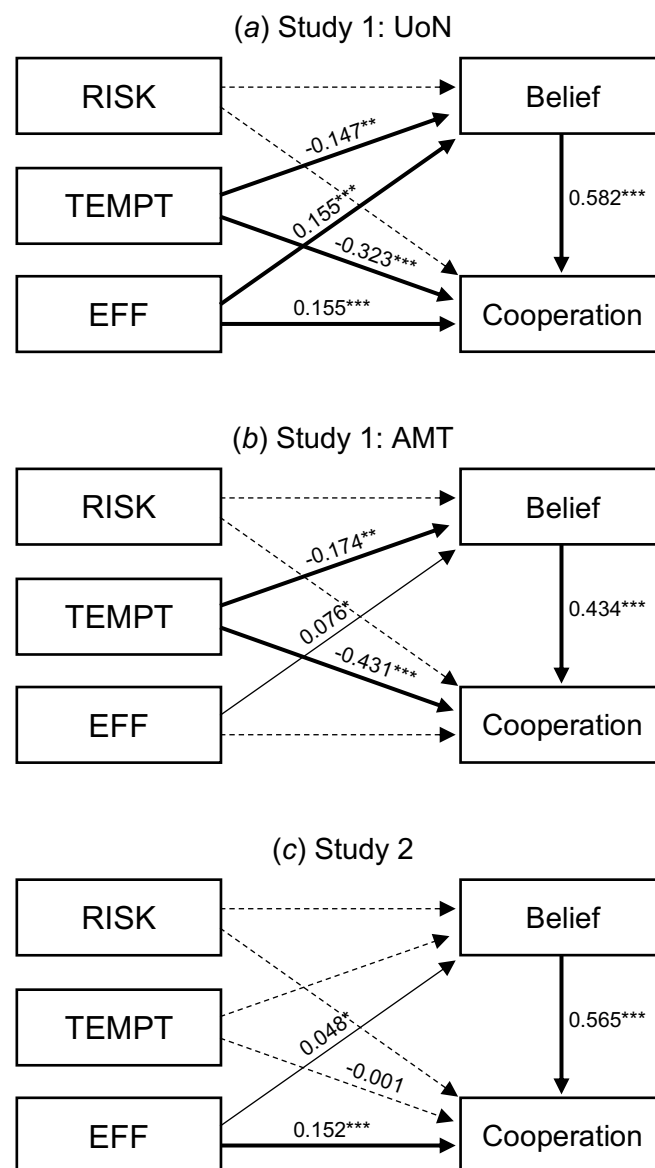 (a) Study 1: UoN
RISK
Belief
-0.147**
TEMPT
0.155***
0.582***
-0.323***
EFF
0.155***
Cooperation
(b) Study 1: AMT
RISK
Belief
-0.174**
TEMPT
0.076*
0.434***
-0.431***
EFF
Cooperation
(c) Study 2
RISK
Belief
TEMPT
0.048*
0.565***
-0.001
EFF
0.152***
Cooperation